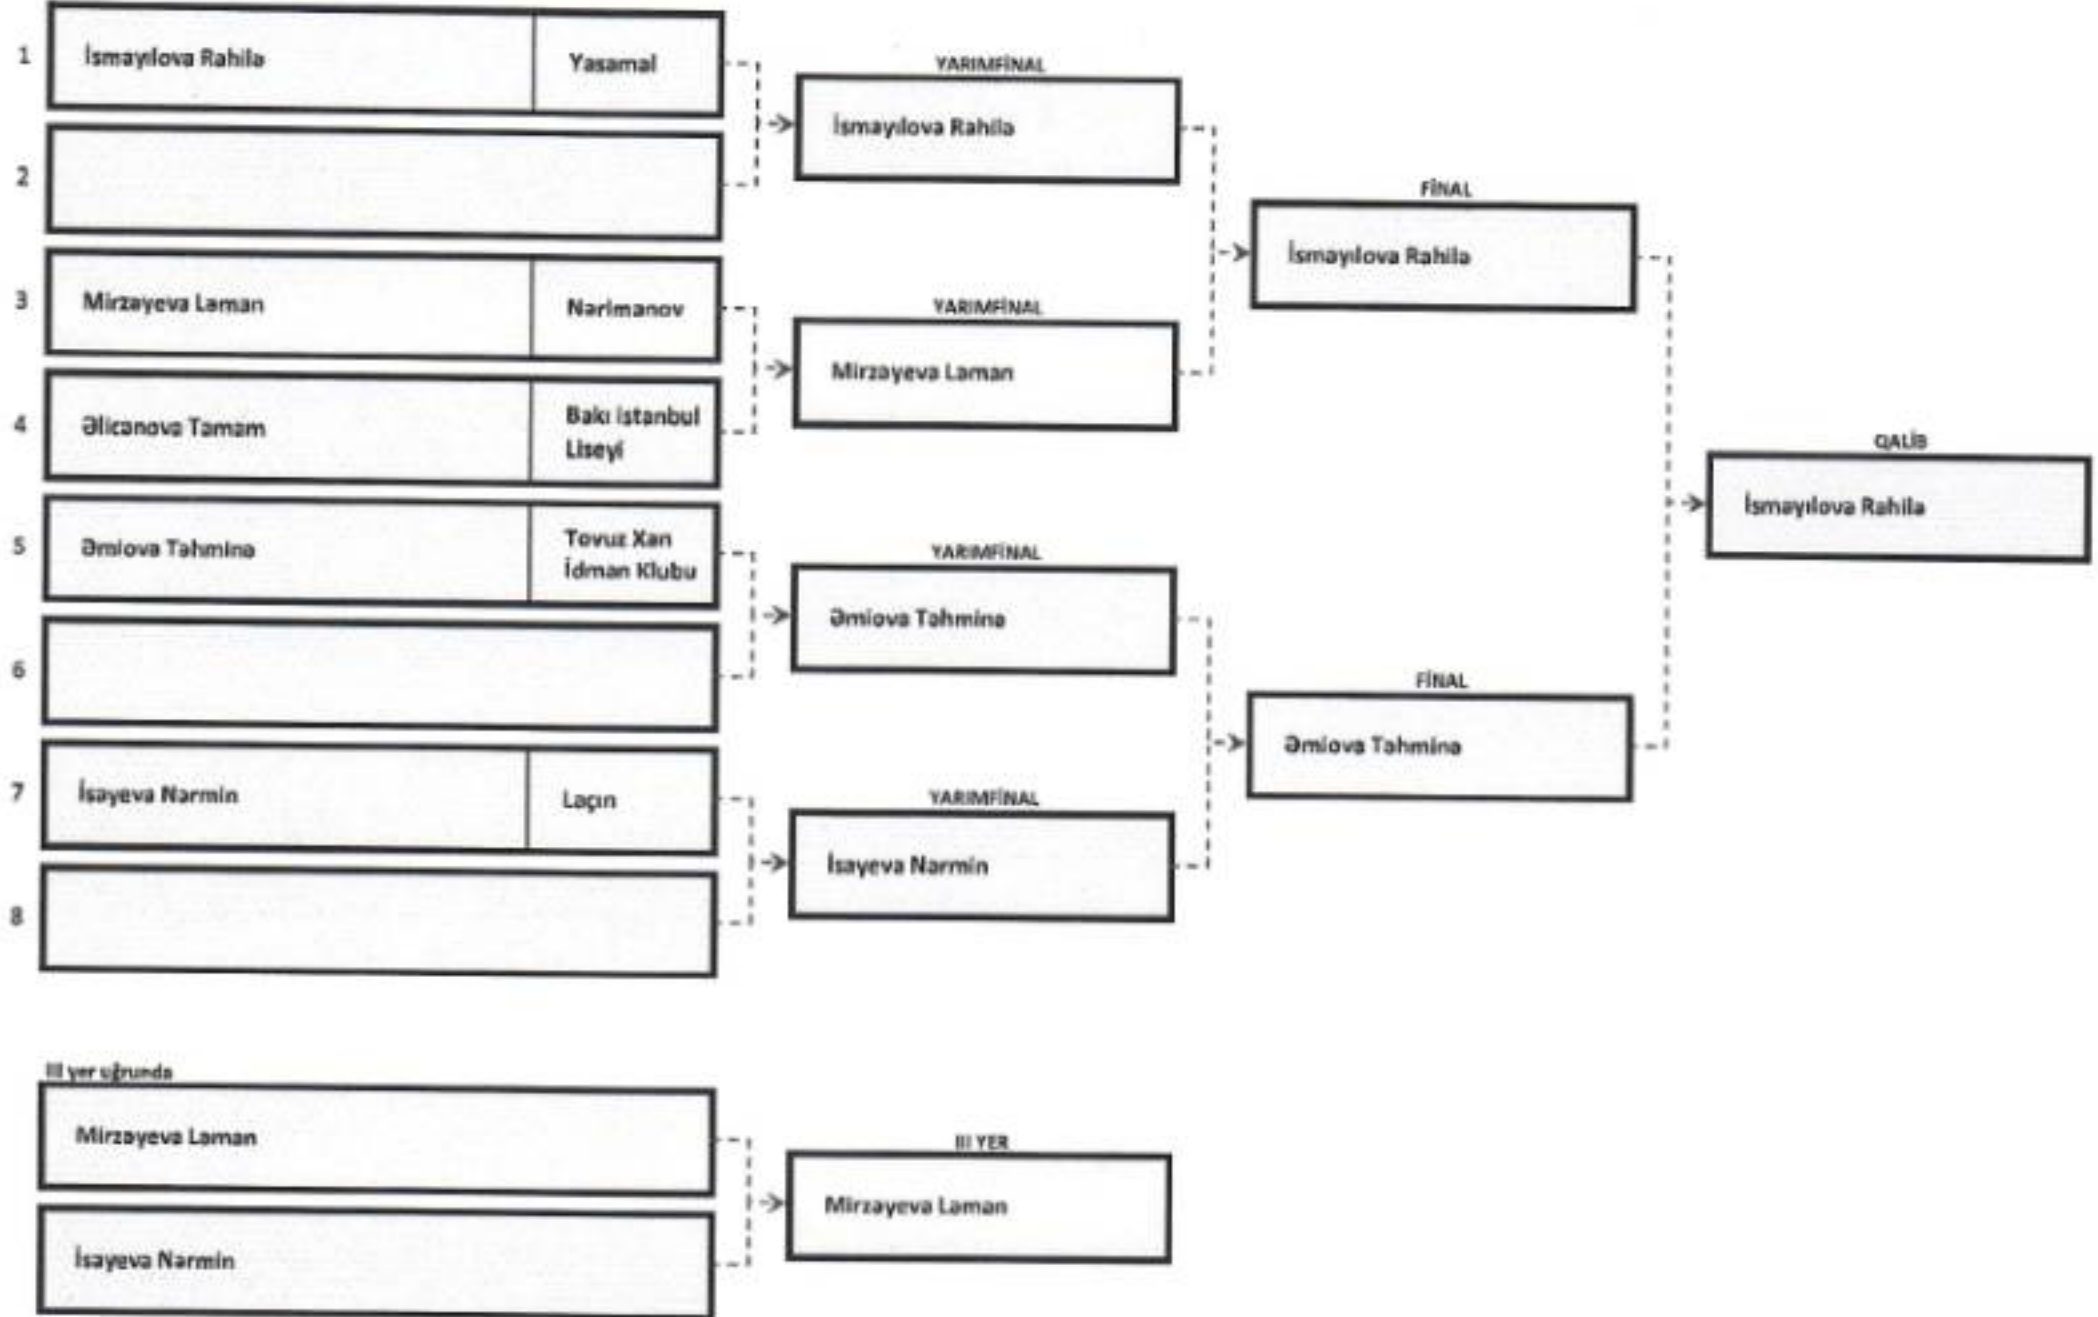 1
İsmayılova Rahilə
Yasamal
2
3
Mirzəyeva Ləman
Nərimanov
4
Əlicanova Tamam
Bakı istanbul
Liseyi
5
Əmiova Təhminə
Tovuz Xan
İdman Klubu
6
7
İsayeva Nərmin
Laçın
8
YARIMFİNAL
İsmayılova Rahilə
YARIMFİNAL
Mirzəyeva Ləman
YARIMFİNAL
Əmiova Təhminə
YARIMFİNAL
İsayeva Nərmin
FİNAL
İsmayılova Rahilə
FİNAL
Əmiova Təhminə
QALİB
İsmayılova Rahilə
III yer uğrunda
Mirzəyeva Ləman
İsayeva Nərmin
III YER
Mirzəyeva Ləman